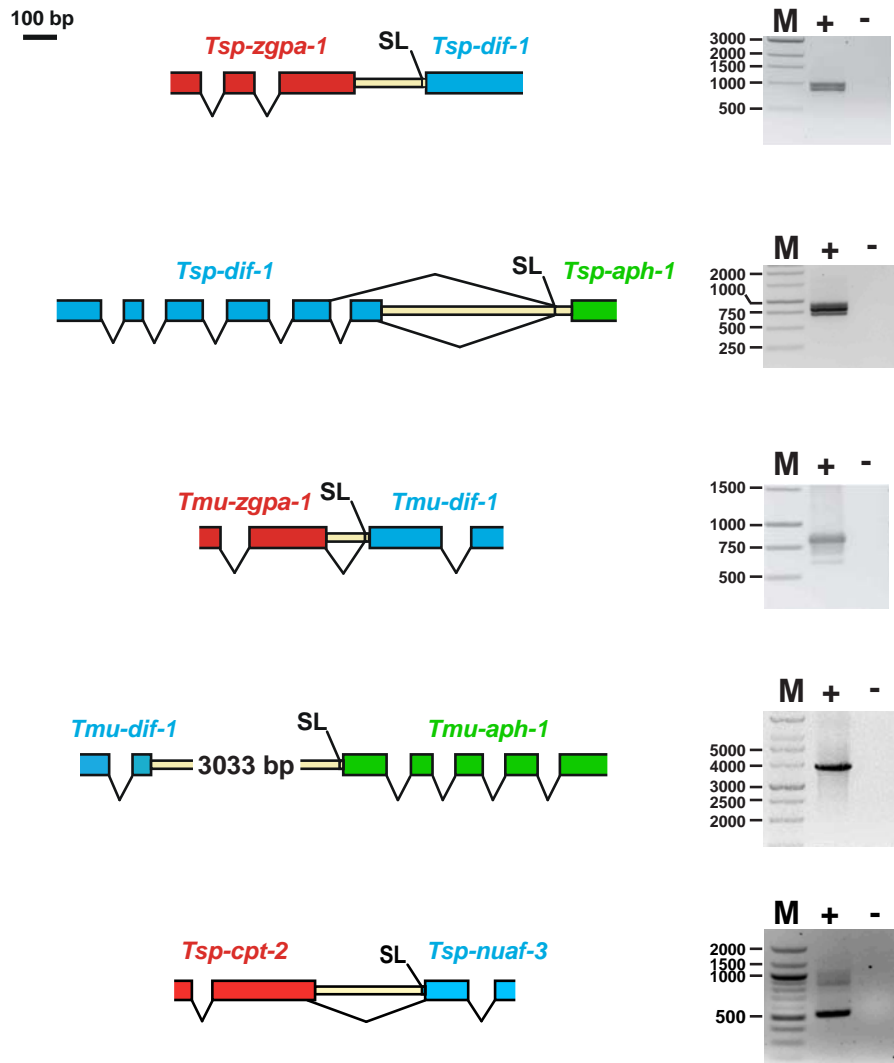 100 bp
Tsp-zgpa-1 SL Tsp-dif-1
M + -
3000
2000
1500
1000
500
Tsp-dif-1 SL Tsp-aph-1
M + -
2000
1000
750
500
250
Tmu-zgpa-1 SL Tmu-dif-1
M + -
1500
1000
750
500
Tmu-dif-1 SL Tmu-aph-1
3033 bp
M + -
5000
4000
3000
2500
2000
Tsp-cpt-2 SL Tsp-nuaf-3
M + -
2000
1500
1000
500